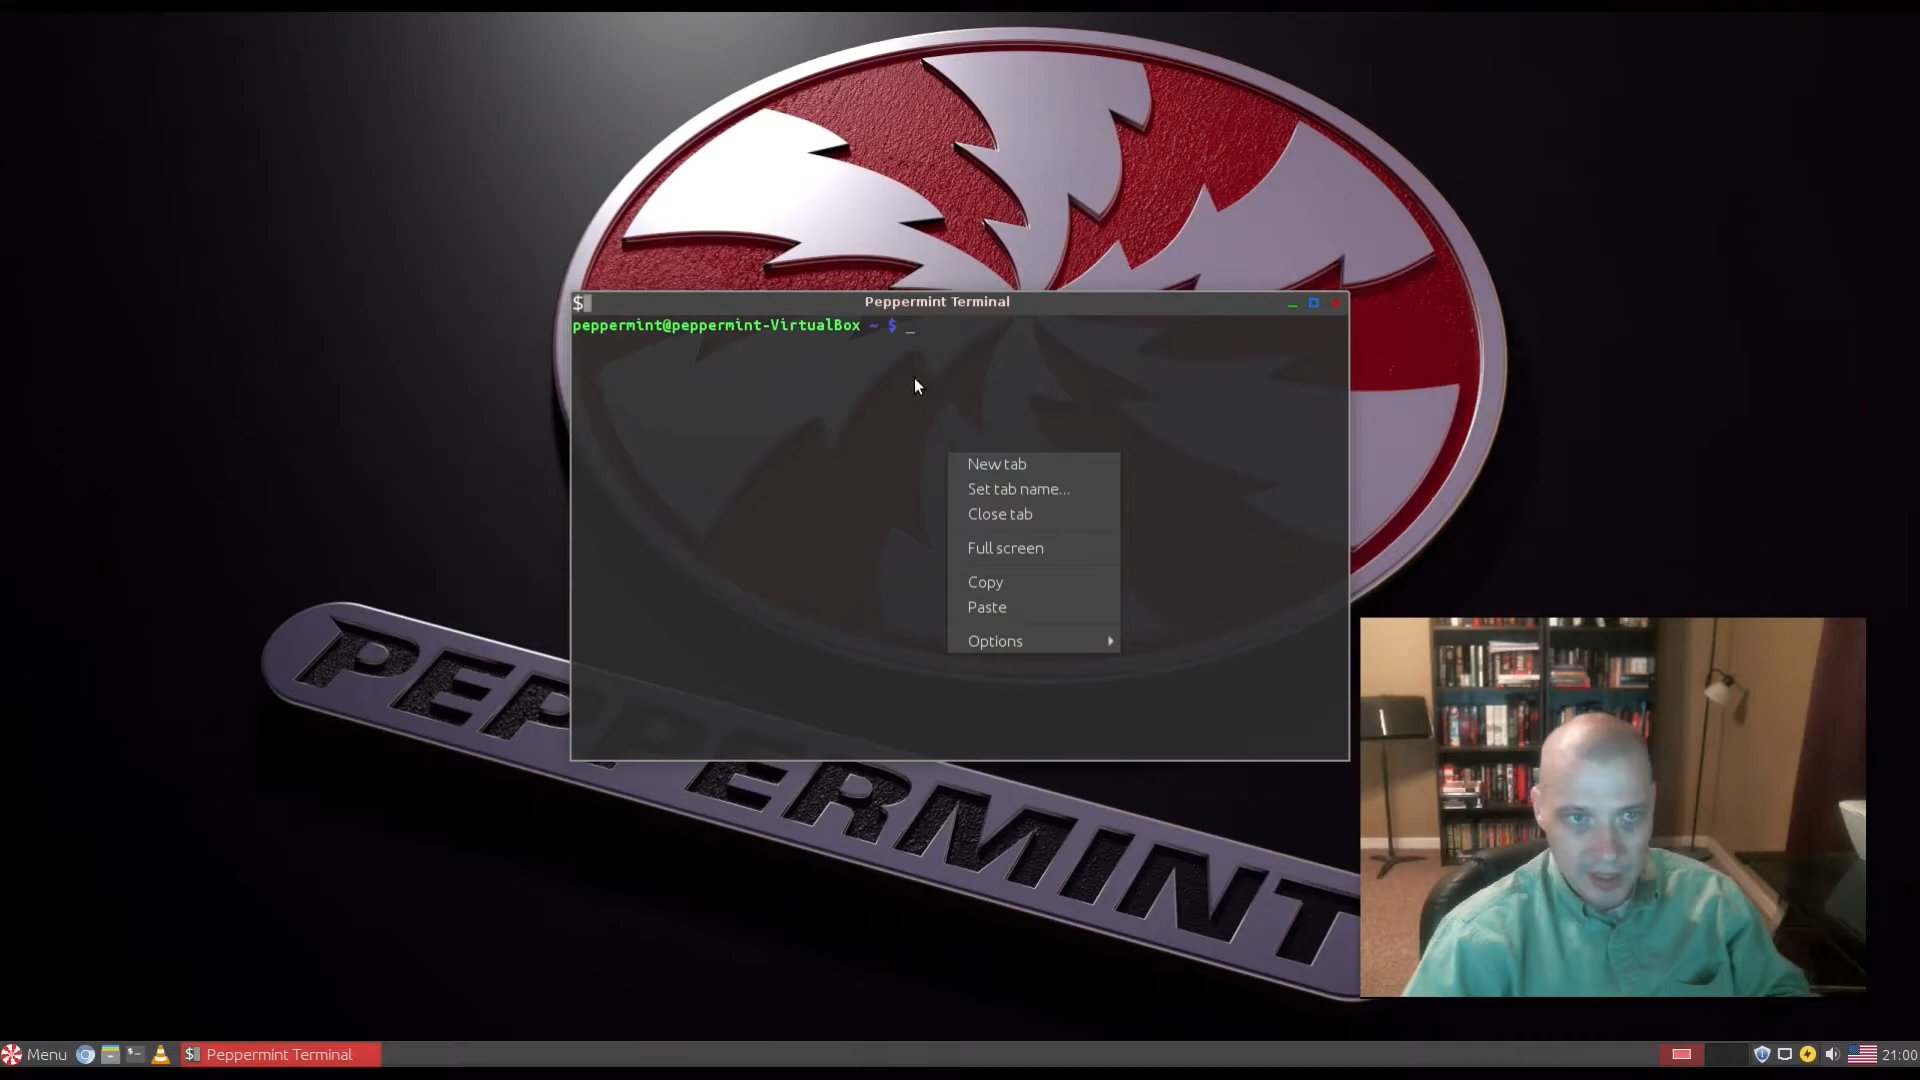 $ Peppermint Terminal
peppermint@peppermint-VirtualBox ~ $ _
New tab
Set tab name...
Close tab
Full screen
Copy
Paste
Options
PEPPERMINT
Menu $ Peppermint Terminal 21:00